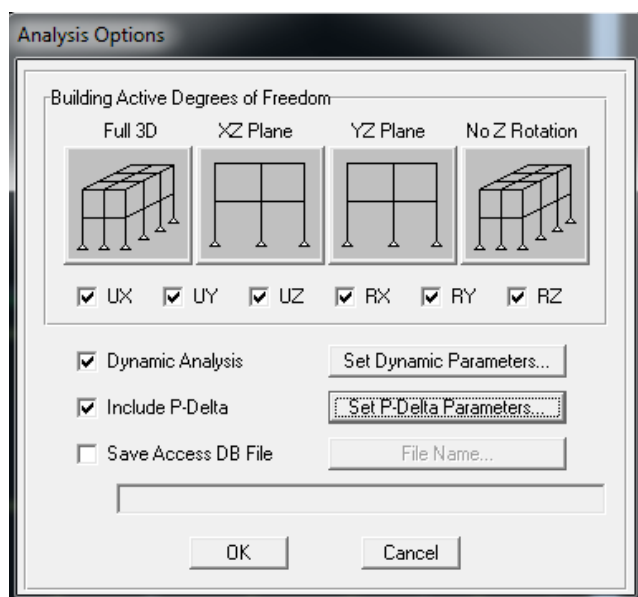 Analysis Options
Building Active Degrees of Freedom
Full 3D XZ Plane YZ Plane No Z Rotation
UX UY UZ RX RY RZ
Dynamic Analysis Set Dynamic Parameters...
Include P-Delta Set P-Delta Parameters...
Save Access DB File File Name...
OK Cancel